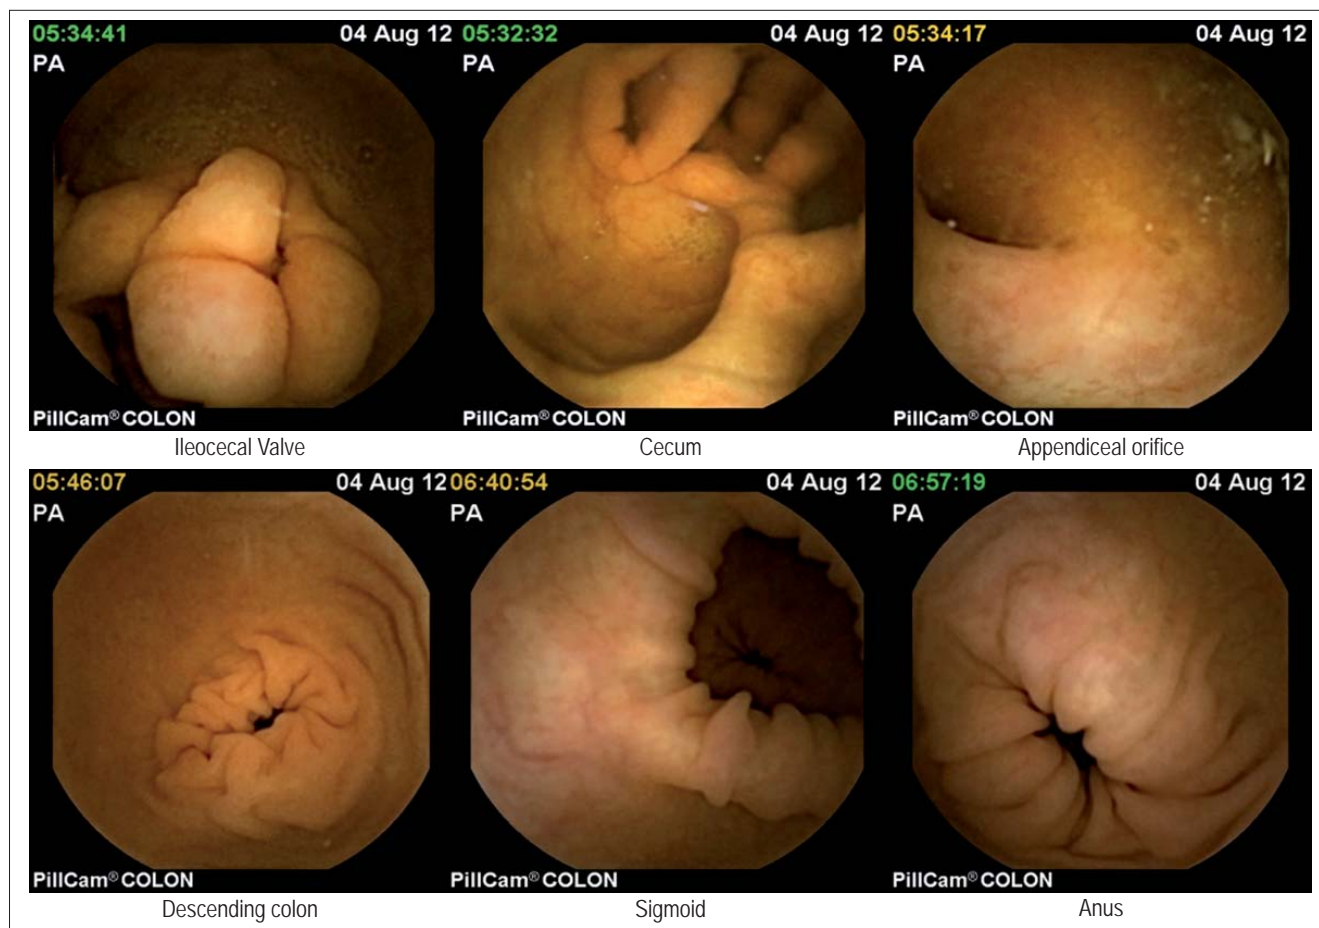 05:34:41 04 Aug 12
PA
PillCam® COLON
Ileocecal Valve
05:32:32 04 Aug 12
PA
PillCam® COLON
Cecum
05:34:17 04 Aug 12
PA
PillCam® COLON
Appendiceal orifice
05:46:07 04 Aug 12
PA
PillCam® COLON
Descending colon
06:40:54 04 Aug 12
PA
PillCam® COLON
Sigmoid
06:57:19 04 Aug 12
PA
PillCam® COLON
Anus